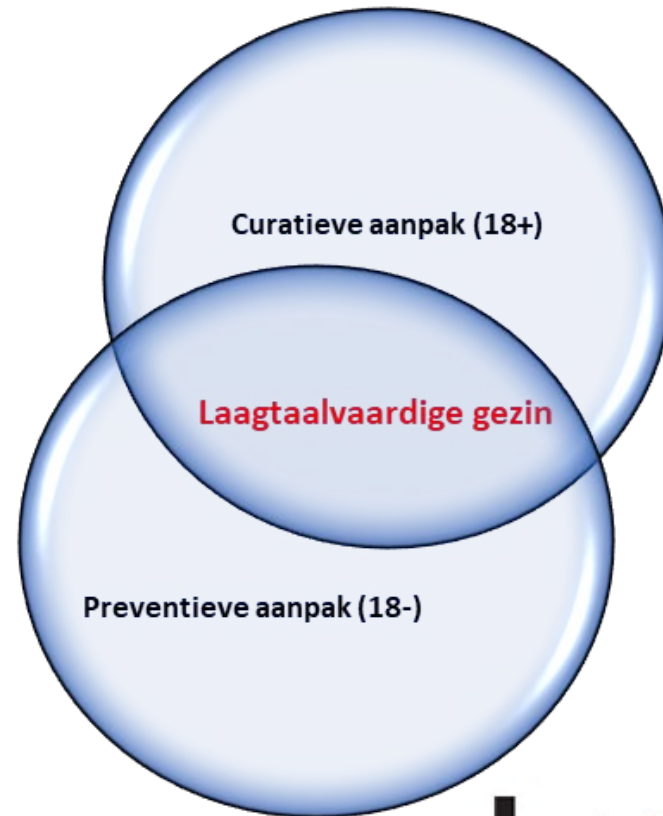 Curatieve aanpak (18+)
Laagtaalvaardige gezin
Preventieve aanpak (18-)